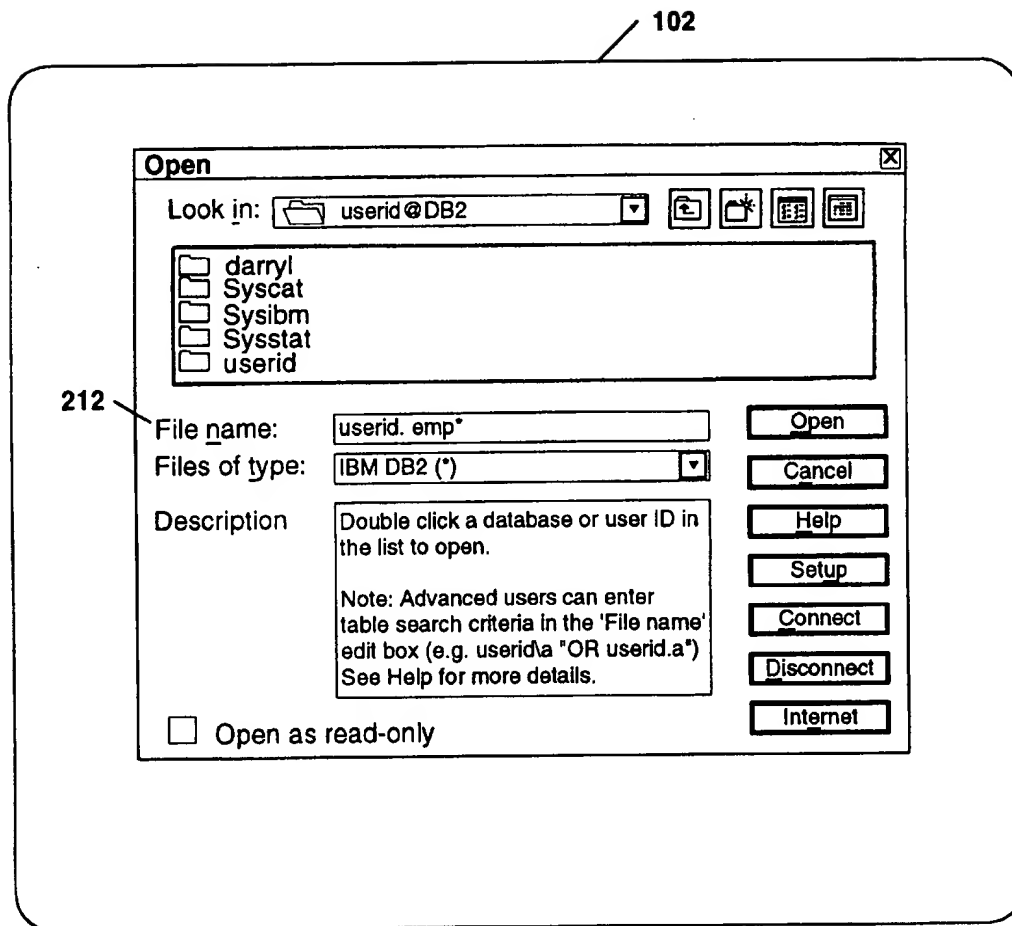 102
Open
Look in: userid@DB2
darryl
Syscat
Sysibm
Sysstat
userid
212
File name: userid. emp*
Files of type: IBM DB2 (*)
Description
Double click a database or user ID in
the list to open.
Note: Advanced users can enter
table search criteria in the 'File name'
edit box (e.g. userid\a "OR userid.a")
See Help for more details.
Open as read-only
Open
Cancel
Help
Setup
Connect
Disconnect
Internet